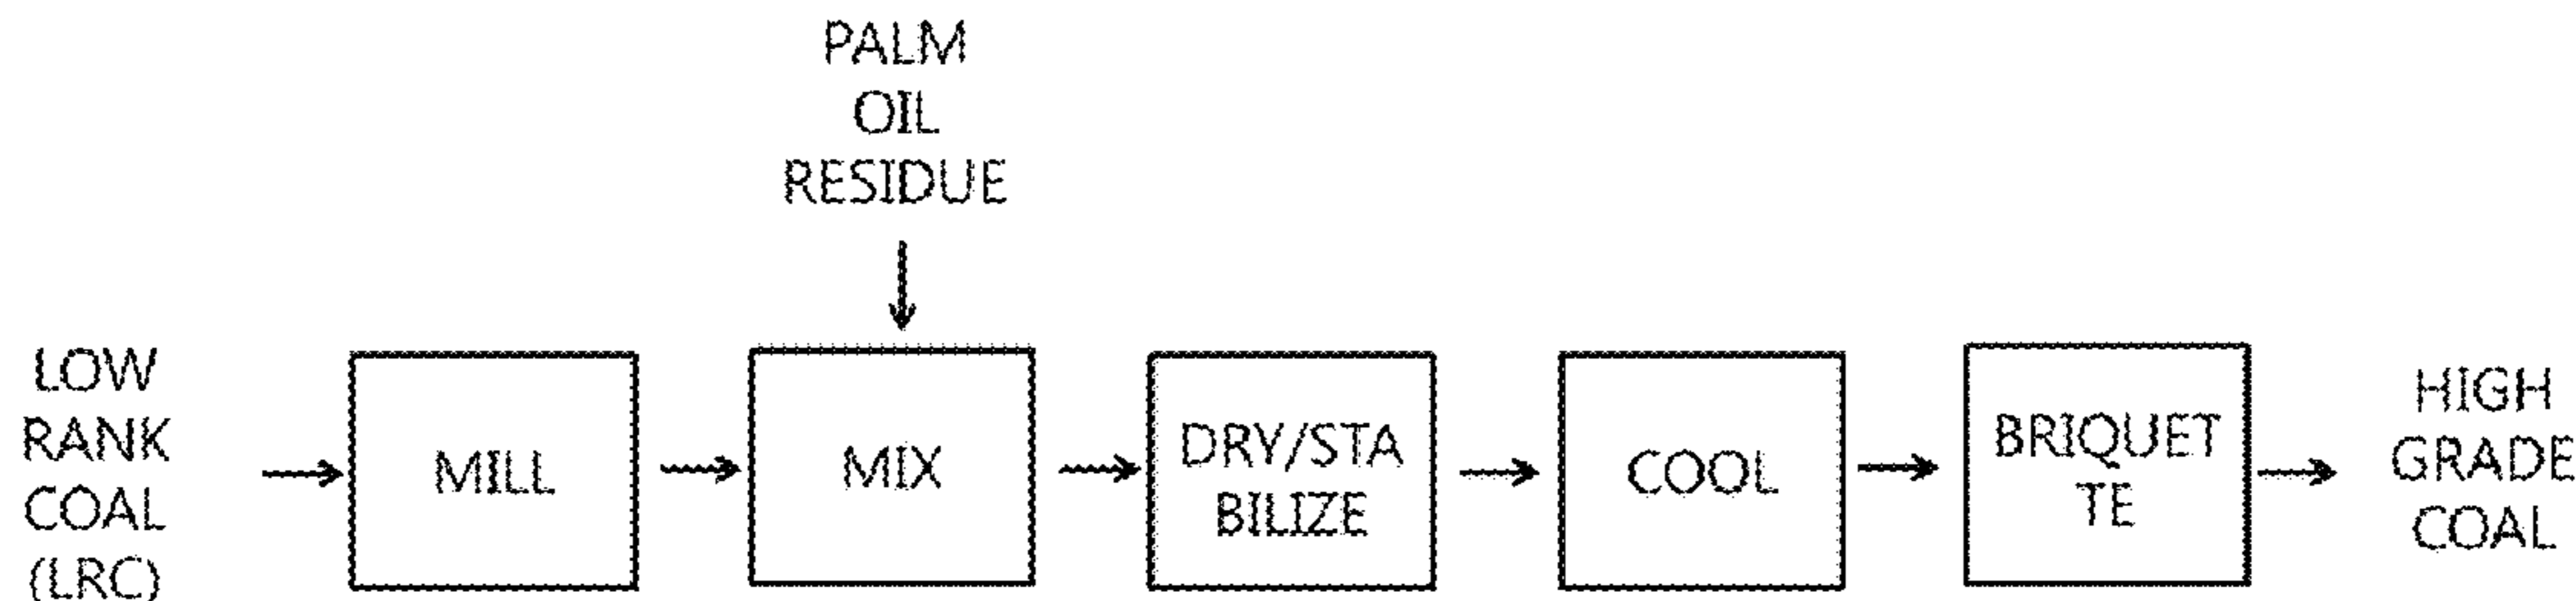 PALM
OIL
RESIDUE
LOW
RANK
COAL
(LRC)
MILL
MIX
DRY/STA
BILIZE
COOL
BRIQUET
TE
HIGH
GRADE
COAL